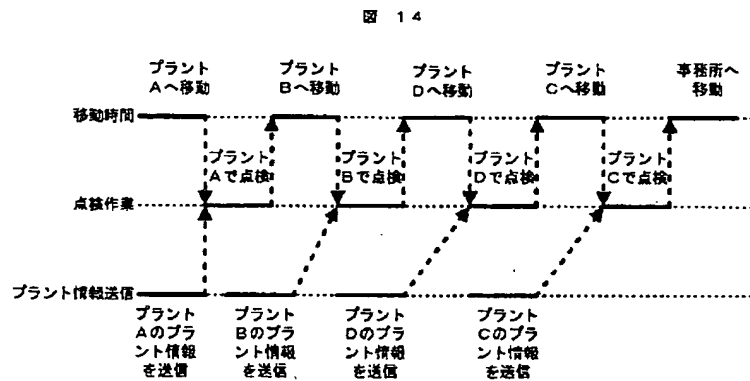 図 14
プラント
Aへ移動
プラント
Bへ移動
プラント
Dへ移動
プラント
Cへ移動
事務所へ
移動
移動時間
プラント
Aで点検
プラント
Bで点検
プラント
Dで点検
プラント
Cで点検
点検作業
プラント情報送信
プラント
Aのプラ
ント情報
を送信
プラント
Bのプラ
ント情報
を送信
プラント
Dのプラ
ント情報
を送信
プラント
Cのプラ
ント情報
を送信